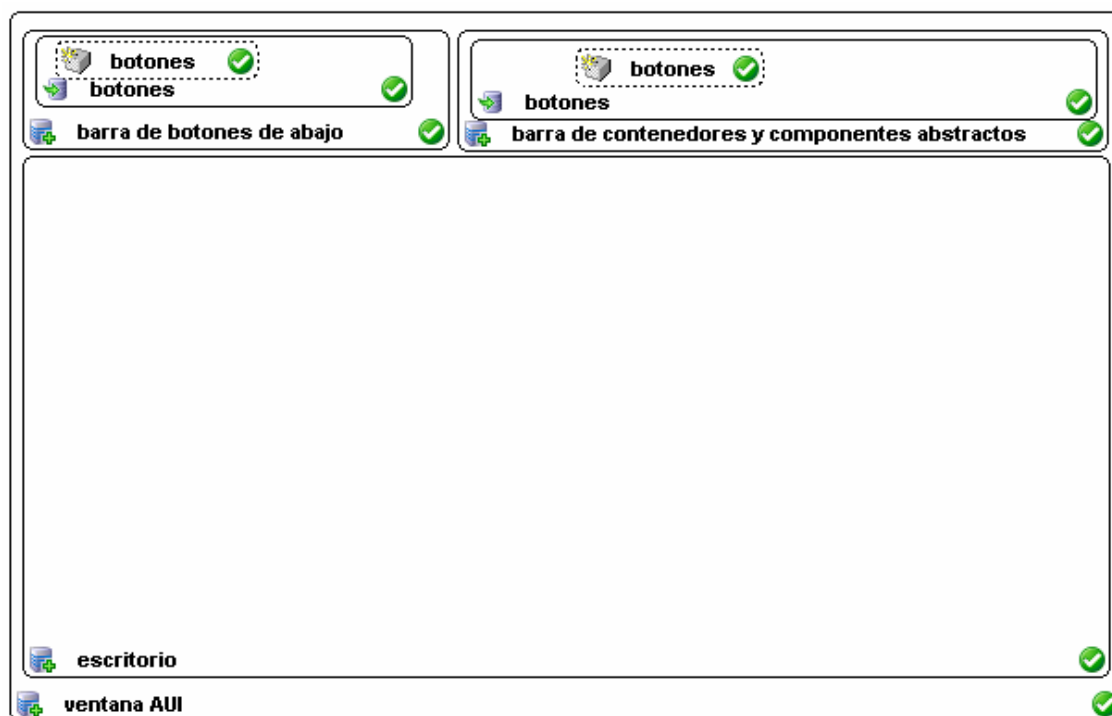 botones
botones
barra de botones de abajo
botones
botones
barra de contenedores y componentes abstractos
escritorio
ventana AUI